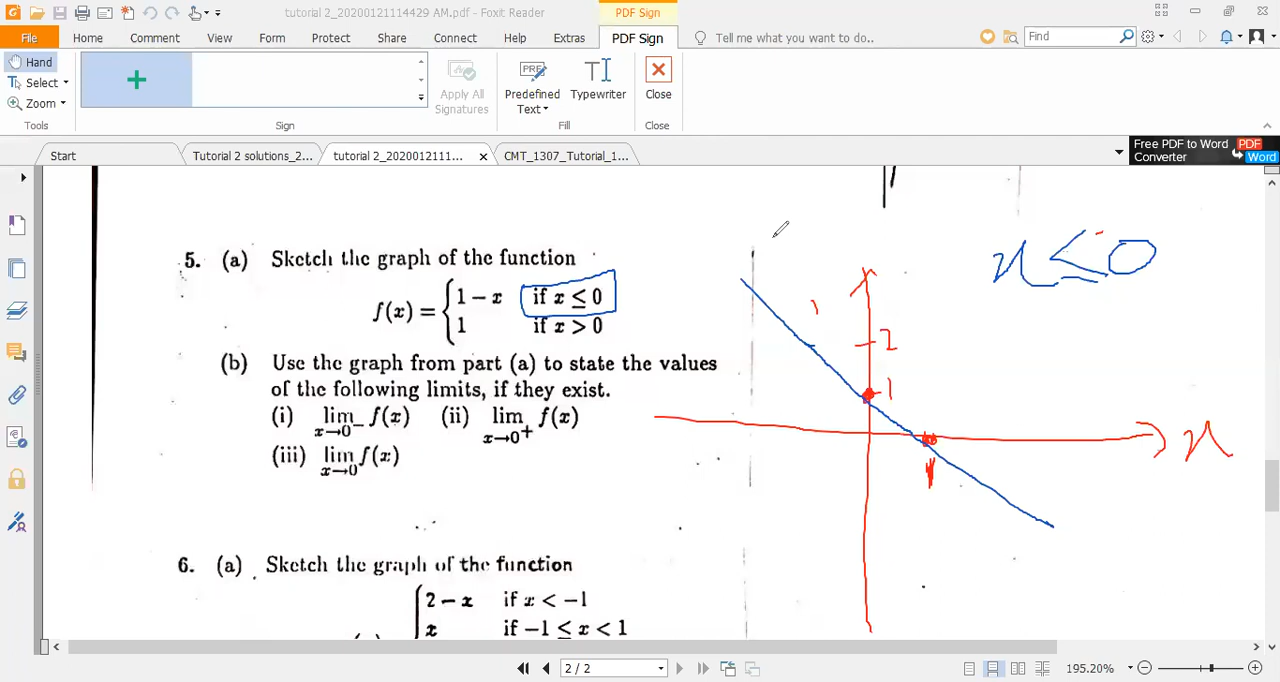 tutorial 2_20200121114429 AM.pdf - Foxit Reader
PDF Sign
File Home Comment View Form Protect Share Connect Help Extras PDF Sign Tell me what you want to do.. Find
Hand
Select
Zoom
Tools
Sign
Apply All
Signatures
PRE
Predefined
Text
Typewriter
Fill
Close
Close
Start
Tutorial 2 solutions_2...
tutorial 2_2020012111...
CMT_1307_Tutorial_1...
Free PDF to Word
Converter
PDF
Word
5. (a) Sketch the graph of the function
f(x) = { 1 − x if x ≤ 0
1 if x > 0
(b) Use the graph from part (a) to state the values
of the following limits, if they exist.
(i) lim x→0− f(x) (ii) lim x→0+ f(x)
(iii) lim x→0 f(x)
x ≤ 0
2
1
x
1
6. (a) Sketch the graph of the function
2 − x if x < −1
x if −1 ≤ x < 1
2 / 2
195.20%